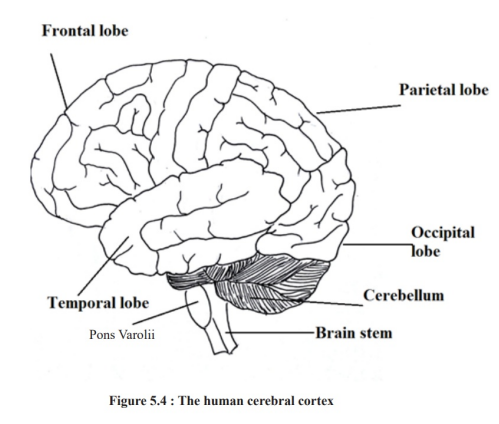 Frontal lobe
Parietal lobe
Occipital
lobe
Temporal lobe
Cerebellum
Pons Varolii
Brain stem
Figure 5.4 : The human cerebral cortex